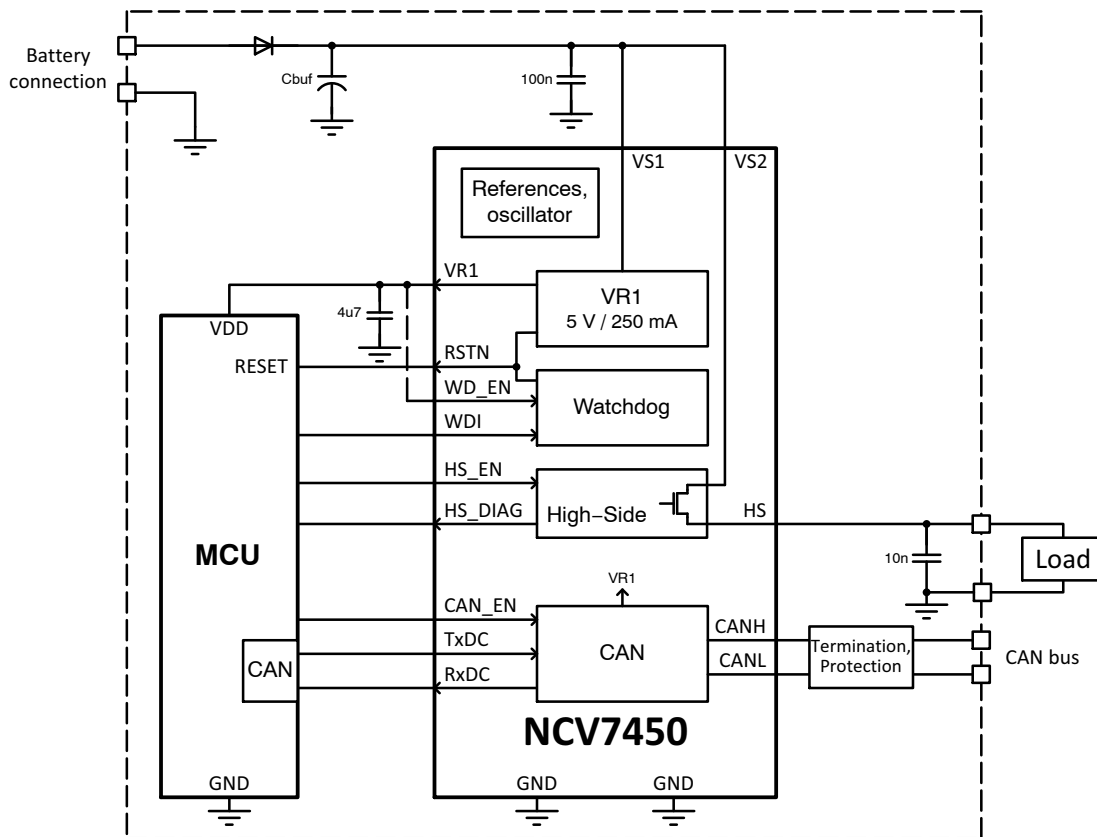 Battery
connection
Cbuf
100n
VS1
VS2
References,
oscillator
VR1
VR1
5 V / 250 mA
4u7
VDD
RSTN
RESET
WD_EN
Watchdog
WDI
HS_EN
HS_DIAG
High−Side
HS
MCU
10n
Load
VR1
CAN_EN
TxDC
RxDC
CAN
CAN
CANH
CANL
Termination,
Protection
CAN bus
NCV7450
GND
GND
GND